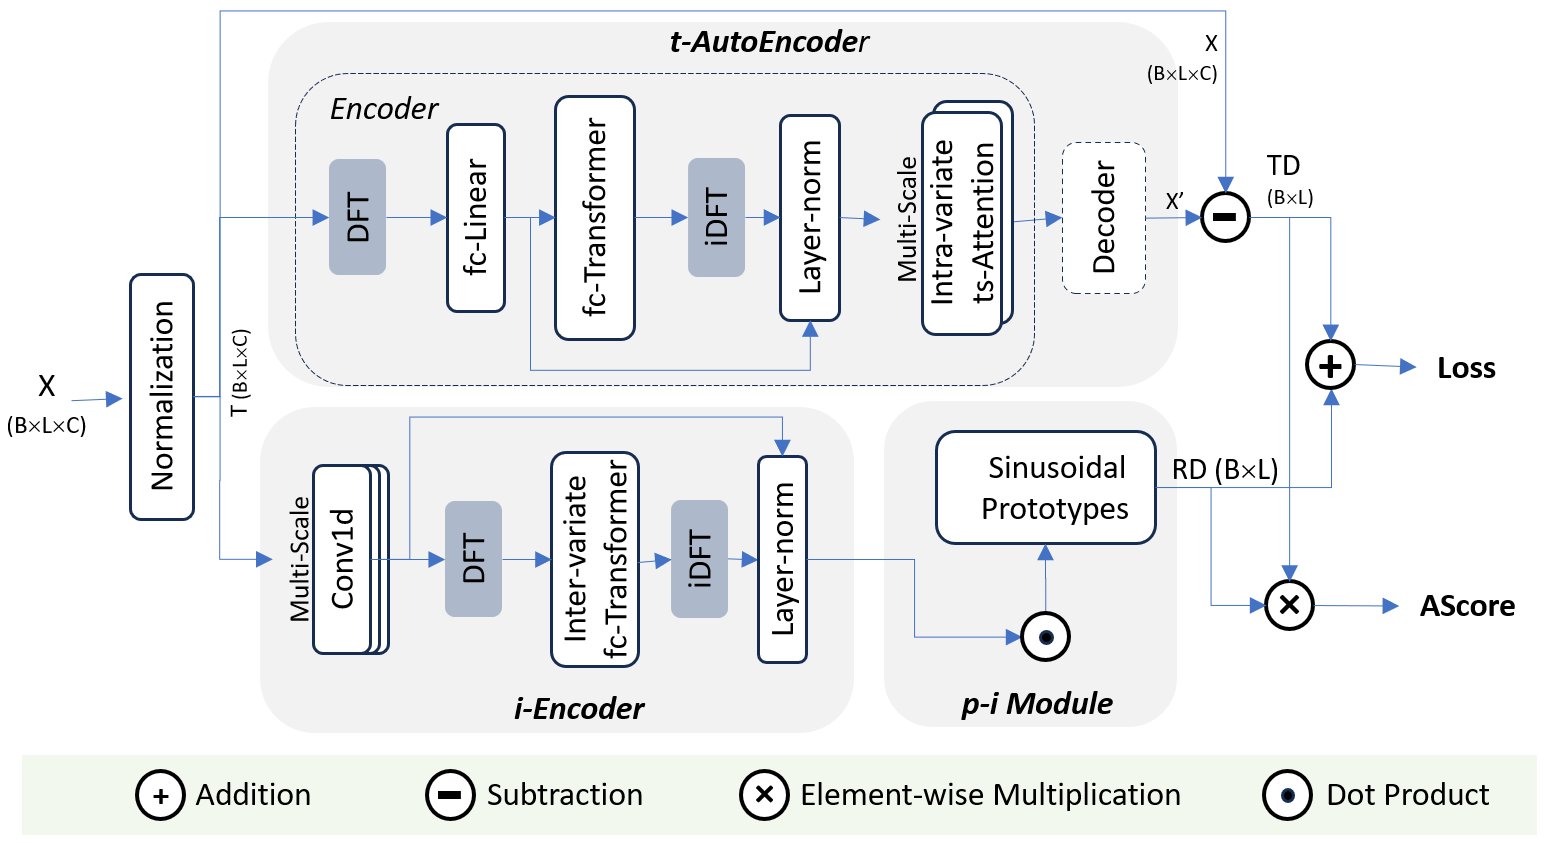 t-AutoEncoder
X
(B×L×C)
Encoder
DFT
fc-Linear
fc-Transformer
iDFT
Layer-norm
Multi-Scale
Intra-variate
ts-Attention
Decoder
X’
TD
(B×L)
X
(B×L×C)
Normalization
T (B×L×C)
Loss
Multi-Scale
Conv1d
DFT
Inter-variate
fc-Transformer
iDFT
Layer-norm
i-Encoder
Sinusoidal
Prototypes
RD (B×L)
p-i Module
AScore
Addition
Subtraction
Element-wise Multiplication
Dot Product